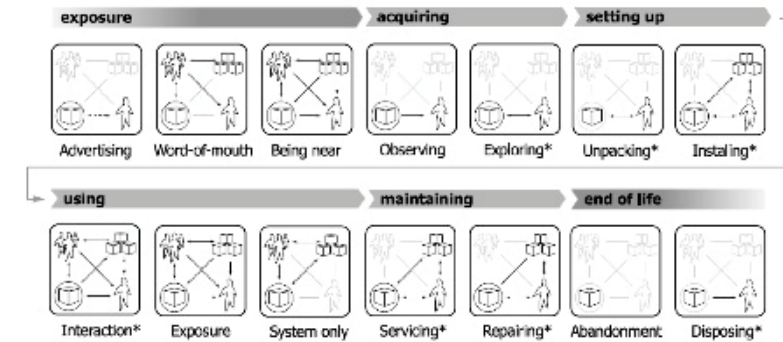 exposure acquiring setting up
Advertising Word-of-mouth Being near Observing Exploring* Unpacking* Instaling*
using maintaining end of life
Interaction* Exposure System only Servicing* Repairing* Abandonment Disposing*